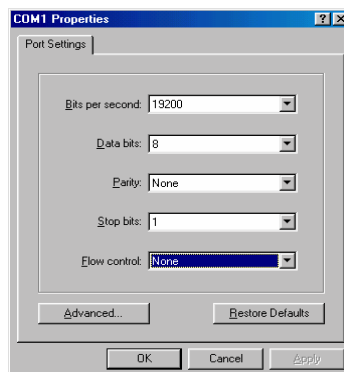 COM1 Properties
Port Settings
Bits per second: 19200
Data bits: 8
Parity: None
Stop bits: 1
Flow control: None
Advanced... Restore Defaults
OK Cancel Apply